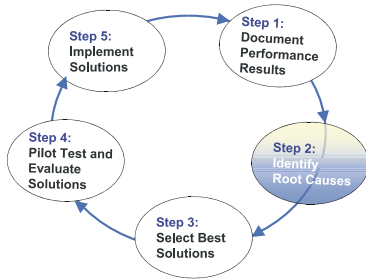 Step 1:
Document
Performance
Results
Step 2:
Identify
Root Causes
Step 3:
Select Best
Solutions
Step 4:
Pilot Test and
Evaluate
Solutions
Step 5:
Implement
Solutions